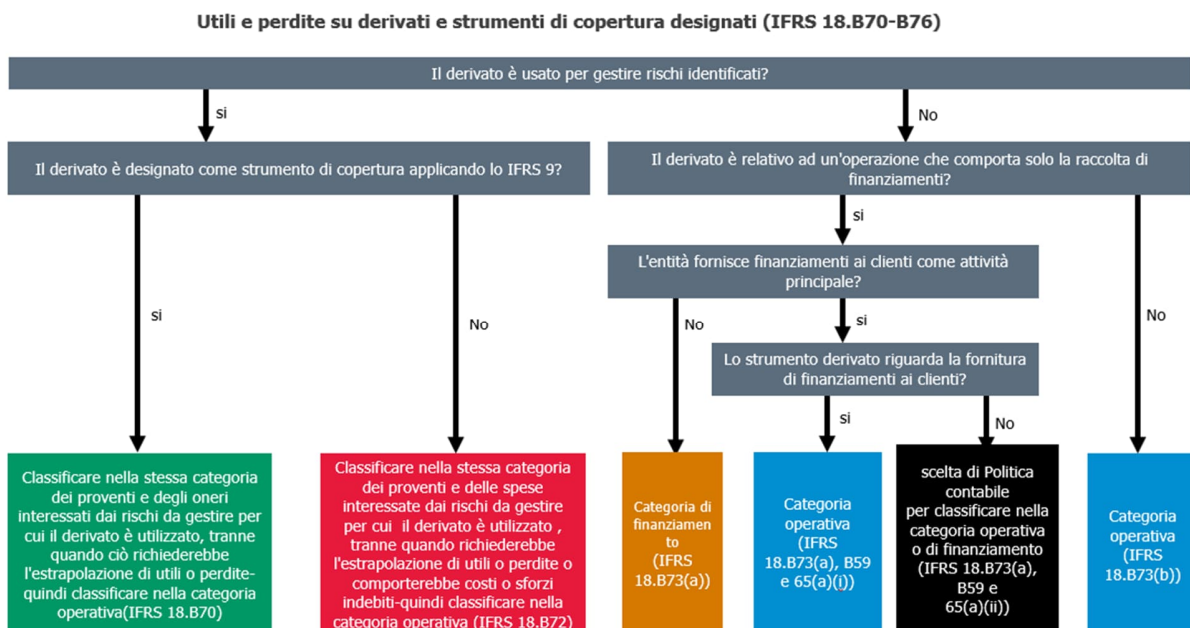 Utili e perdite su derivati e strumenti di copertura designati (IFRS 18.B70-B76)
Il derivato è usato per gestire rischi identificati?
si
No
Il derivato è designato come strumento di copertura applicando lo IFRS 9?
Il derivato è relativo ad un'operazione che comporta solo la raccolta di
finanziamenti?
si
L'entità fornisce finanziamenti ai clienti come attività
principale?
si
No
No
si
No
Lo strumento derivato riguarda la fornitura
di finanziamenti ai clienti?
si
No
Classificare nella stessa categoria
dei proventi e degli oneri
interessati dai rischi da gestire per
cui il derivato è utilizzato, tranne
quando ciò richiederebbe
l'estrapolazione di utili o perdite-
quindi classificare nella categoria
operativa(IFRS 18.B70)
Classificare nella stessa categoria
dei proventi e delle spese
interessate dai rischi da gestire
per cui il derivato è utilizzato ,
tranne quando richiederebbe
l'estrapolazione di utili o perdite o
comporterebbe costi o sforzi
indebiti-quindi classificare nella
categoria operativa (IFRS 18.B72)
Categoria di
finanziamen
to
(IFRS
18.B73(a))
Categoria
operativa
(IFRS
18.B73(a), B59
e 65(a)(i))
scelta di Politica
contabile
per classificare nella
categoria operativa
o di finanziamento
(IFRS 18.B73(a),
B59 e
65(a)(ii))
Categoria
operativa (IFRS
18.B73(b))